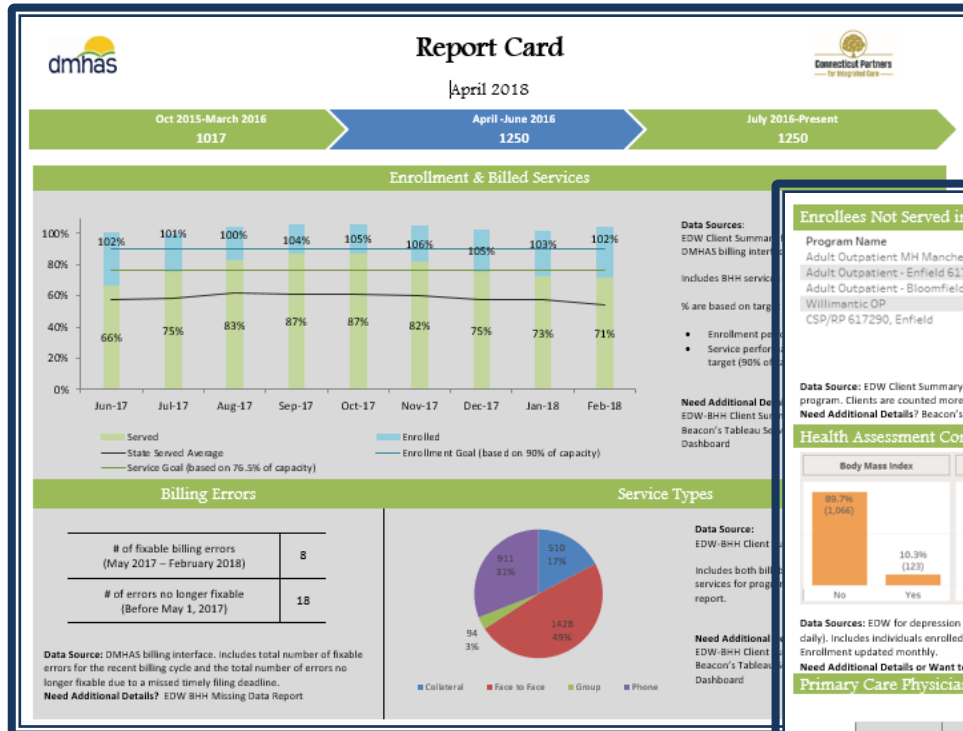 dmhas
Report Card
April 2018
Connecticut Partners
for Integrated Care
Oct 2015-March 2016
1017
April -June 2016
1250
July 2016-Present
1250
Enrollment & Billed Services
100%
80%
60%
40%
20%
0%
102% 101% 100% 104% 105% 106% 105% 103% 102%
66% 75% 83% 87% 87% 82% 75% 73% 71%
Jun-17 Jul-17 Aug-17 Sep-17 Oct-17 Nov-17 Dec-17 Jan-18 Feb-18
Served Enrolled
State Served Average Enrollment Goal (based on 90% of capacity)
Service Goal (based on 76.5% of capacity)
Data Sources:
EDW Client Summar
DMHAS billing inter
Includes BHH service
% are based on targ
• Enrollment pe
• Service perfor
target (90% of
Need Additional De
EDW-BHH Client Su
Beacon's Tableau Se
Dashboard
Billing Errors
# of fixable billing errors
(May 2017 – February 2018)
8
# of errors no longer fixable
(Before May 1, 2017)
18
Data Source: DMHAS billing interface. Includes total number of fixable
errors for the recent billing cycle and the total number of errors no
longer fixable due to a missed timely filing deadline.
Need Additional Details? EDW BHH Missing Data Report
Service Types
911
31%
510
17%
1428
49%
94
3%
Collateral Face to Face Group Phone
Data Source:
EDW-BHH Client
Includes both bil
services for progr
report.
Need Additional
EDW-BHH Client
Beacon's Tableau
Dashboard
Enrollees Not Served i
Program Name
Adult Outpatient MH Manche
Adult Outpatient - Enfield 61
Adult Outpatient - Bloomfield
Willimantic OP
CSP/RP 617290, Enfield
Data Source: EDW Client Summary
program. Clients are counted more
Need Additional Details? Beacon's
Health Assessment Co
Body Mass Index
89.7%
(1,066)
10.3%
(123)
No Yes
Data Sources: EDW for depression
daily). Includes individuals enrolled
Enrollment updated monthly.
Need Additional Details or Want t
Primary Care Physicia